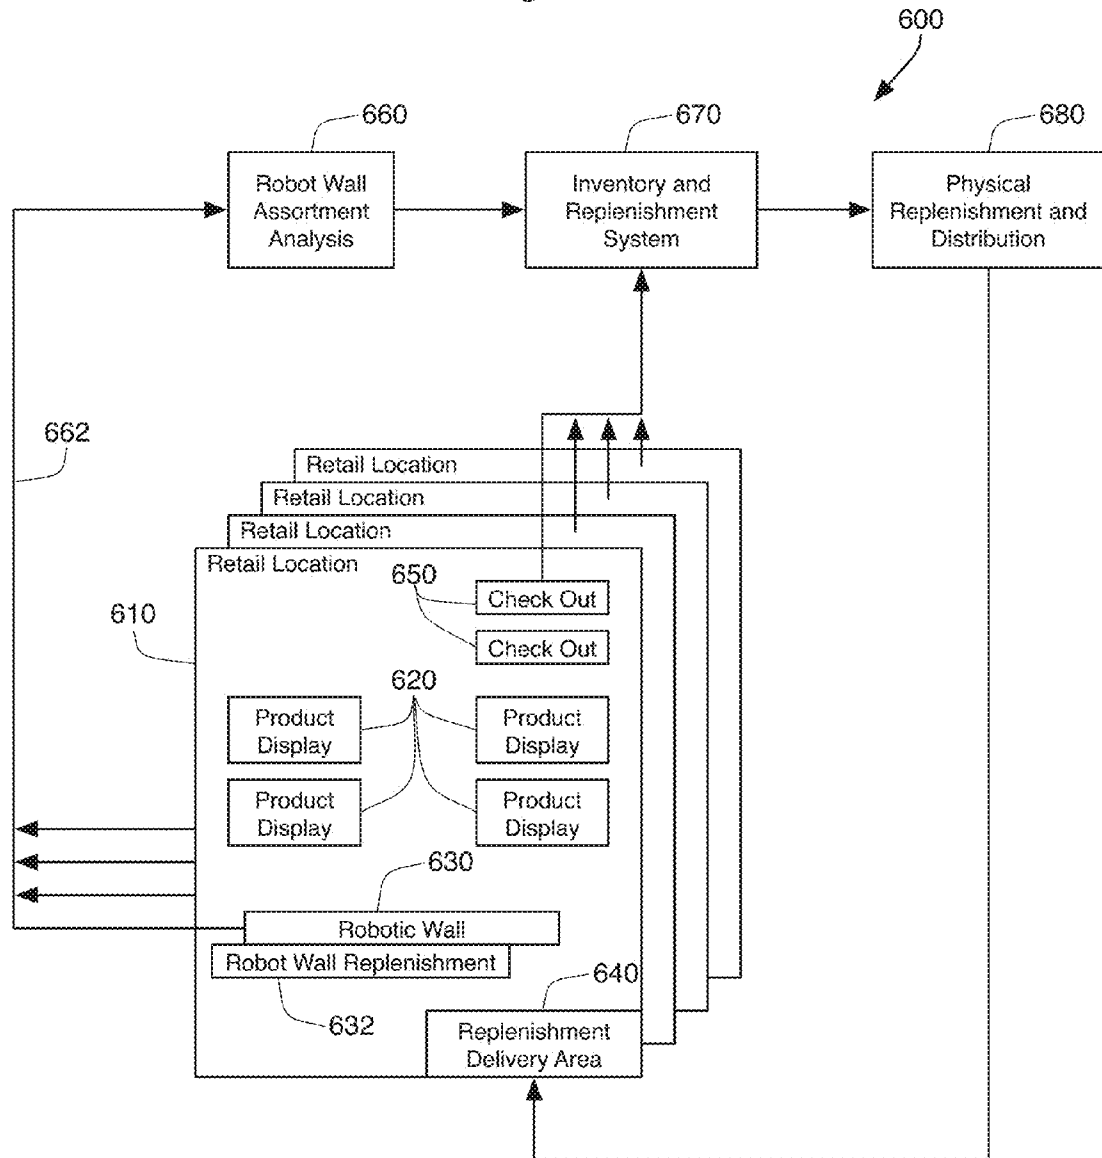 600
660
670
680
Robot Wall
Assortment
Analysis
Inventory and
Replenishment
System
Physical
Replenishment and
Distribution
662
Retail Location
Retail Location
Retail Location
Retail Location
650
Check Out
610
Check Out
620
Product
Display
Product
Display
Product
Display
Product
Display
630
Robotic Wall
Robot Wall Replenishment
640
632
Replenishment
Delivery Area